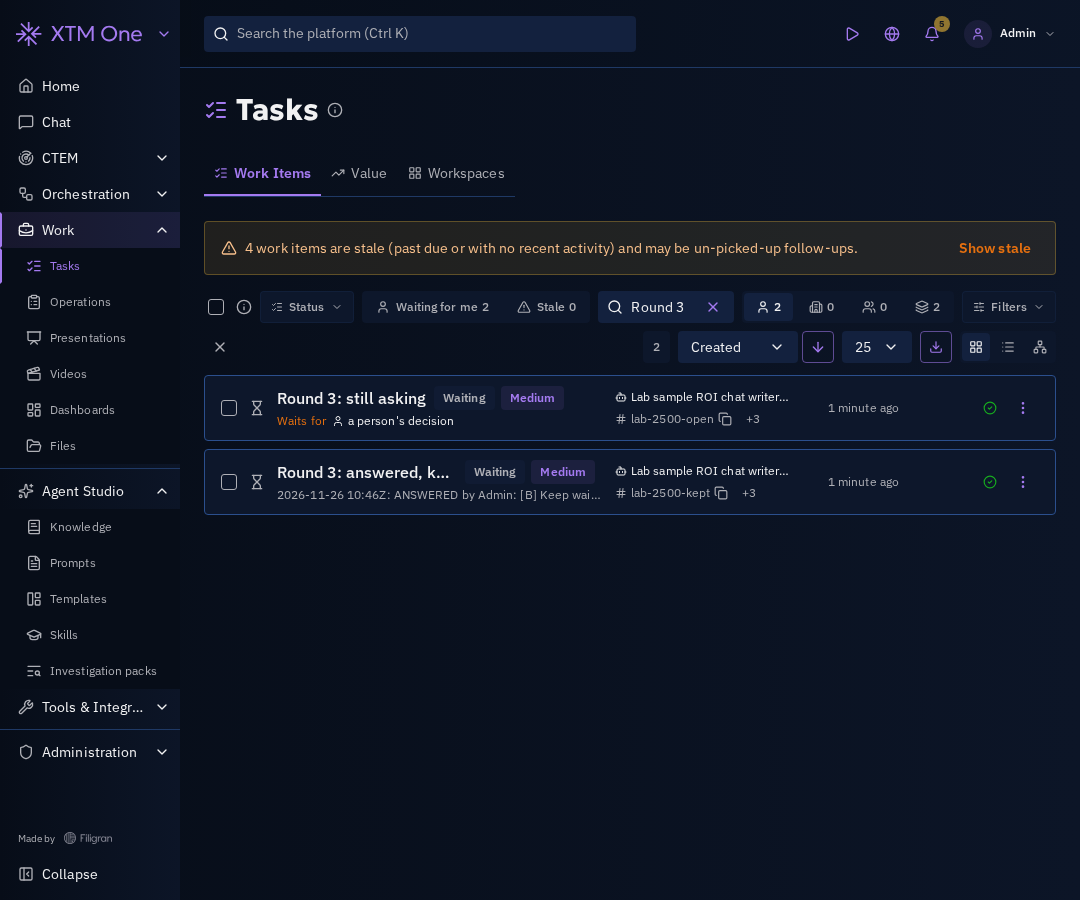 XTM One
Search the platform (Ctrl K)
5
Admin
Home
Chat
CTEM
Orchestration
Work
Tasks
Operations
Presentations
Videos
Dashboards
Files
Agent Studio
Knowledge
Prompts
Templates
Skills
Investigation packs
Tools & Integr...
Administration
Made by Filigran
Collapse
Tasks
Work Items Value Workspaces
4 work items are stale (past due or with no recent activity) and may be un-picked-up follow-ups. Show stale
Status Waiting for me 2 Stale 0 Round 3 2 0 0 2 Filters
2 Created 25
Round 3: still asking Waiting Medium
Waits for a person's decision
Lab sample ROI chat writer...
lab-2500-open +3
1 minute ago
Round 3: answered, k... Waiting Medium
2026-11-26 10:46Z: ANSWERED by Admin: [B] Keep wai...
Lab sample ROI chat writer...
lab-2500-kept +3
1 minute ago